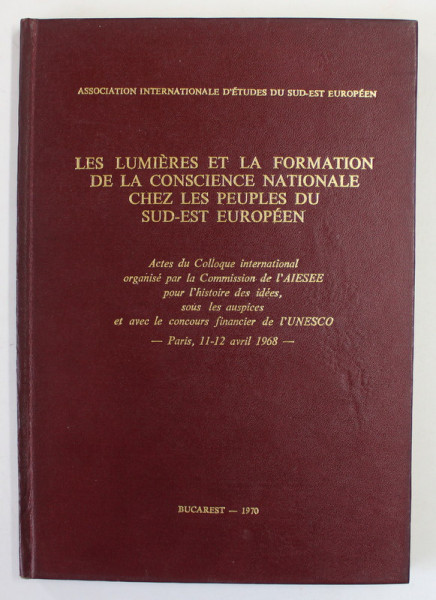 ASSOCIATION INTERNATIONALE D'ÉTUDES DU SUD-EST EUROPÉEN
LES LUMIÈRES ET LA FORMATION
DE LA CONSCIENCE NATIONALE
CHEZ LES PEUPLES DU
SUD-EST EUROPÉEN
Actes du Colloque international
organisé par la Commission de l'AIESEE
pour l'histoire des idées,
sous les auspices
et avec le concours financier de l'UNESCO
— Paris, 11-12 avril 1968 —
BUCAREST — 1970